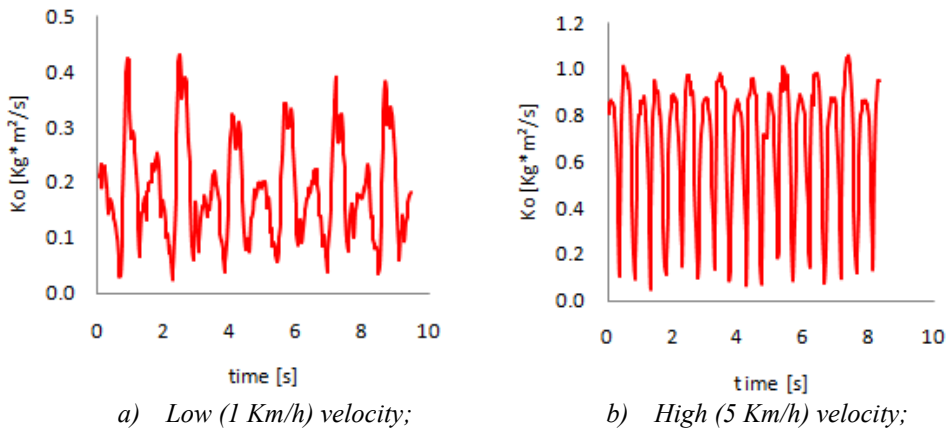 0.5
0.4
0.3
0.2
0.1
0.0
Ko [Kg*m²/s]
0 2 4 6 8 10
time [s]
a) Low (1 Km/h) velocity;
1.2
1.0
0.8
0.6
0.4
0.2
0.0
Ko [Kg*m²/s]
0 2 4 6 8 10
time [s]
b) High (5 Km/h) velocity;